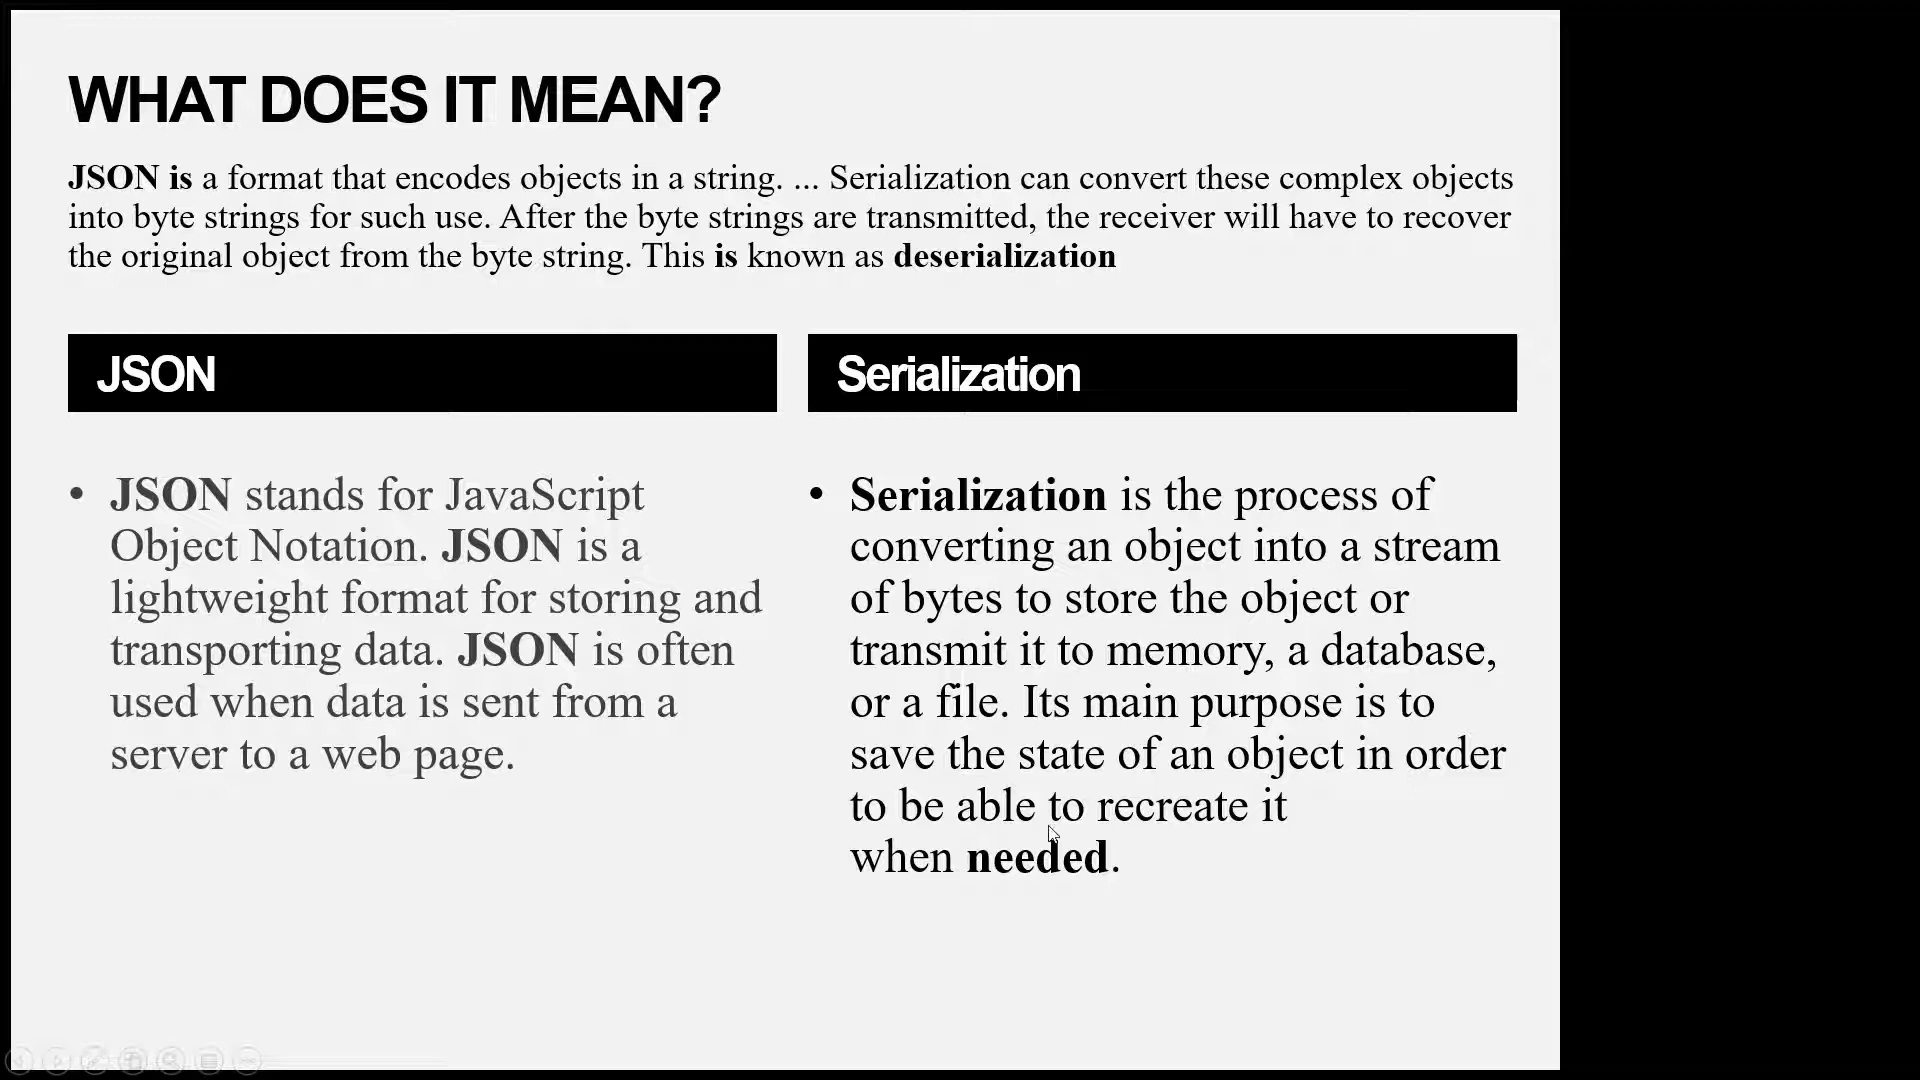 WHAT DOES IT MEAN?
JSON is a format that encodes objects in a string. ... Serialization can convert these complex objects
into byte strings for such use. After the byte strings are transmitted, the receiver will have to recover
the original object from the byte string. This is known as deserialization
JSON
• JSON stands for JavaScript
Object Notation. JSON is a
lightweight format for storing and
transporting data. JSON is often
used when data is sent from a
server to a web page.
Serialization
• Serialization is the process of
converting an object into a stream
of bytes to store the object or
transmit it to memory, a database,
or a file. Its main purpose is to
save the state of an object in order
to be able to recreate it
when needed.